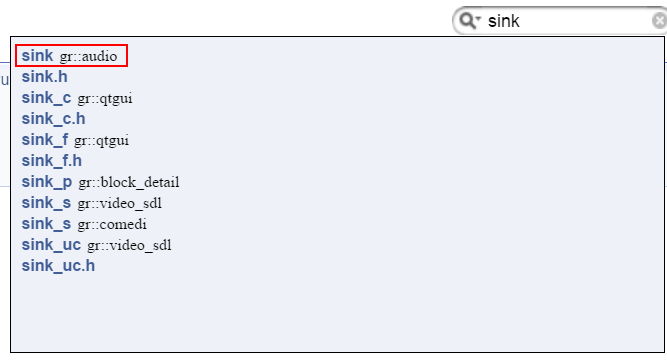 sink
sink gr::audio
sink.h
sink_c gr::qtgui
sink_c.h
sink_f gr::qtgui
sink_f.h
sink_p gr::block_detail
sink_s gr::video_sdl
sink_s gr::comedi
sink_uc gr::video_sdl
sink_uc.h